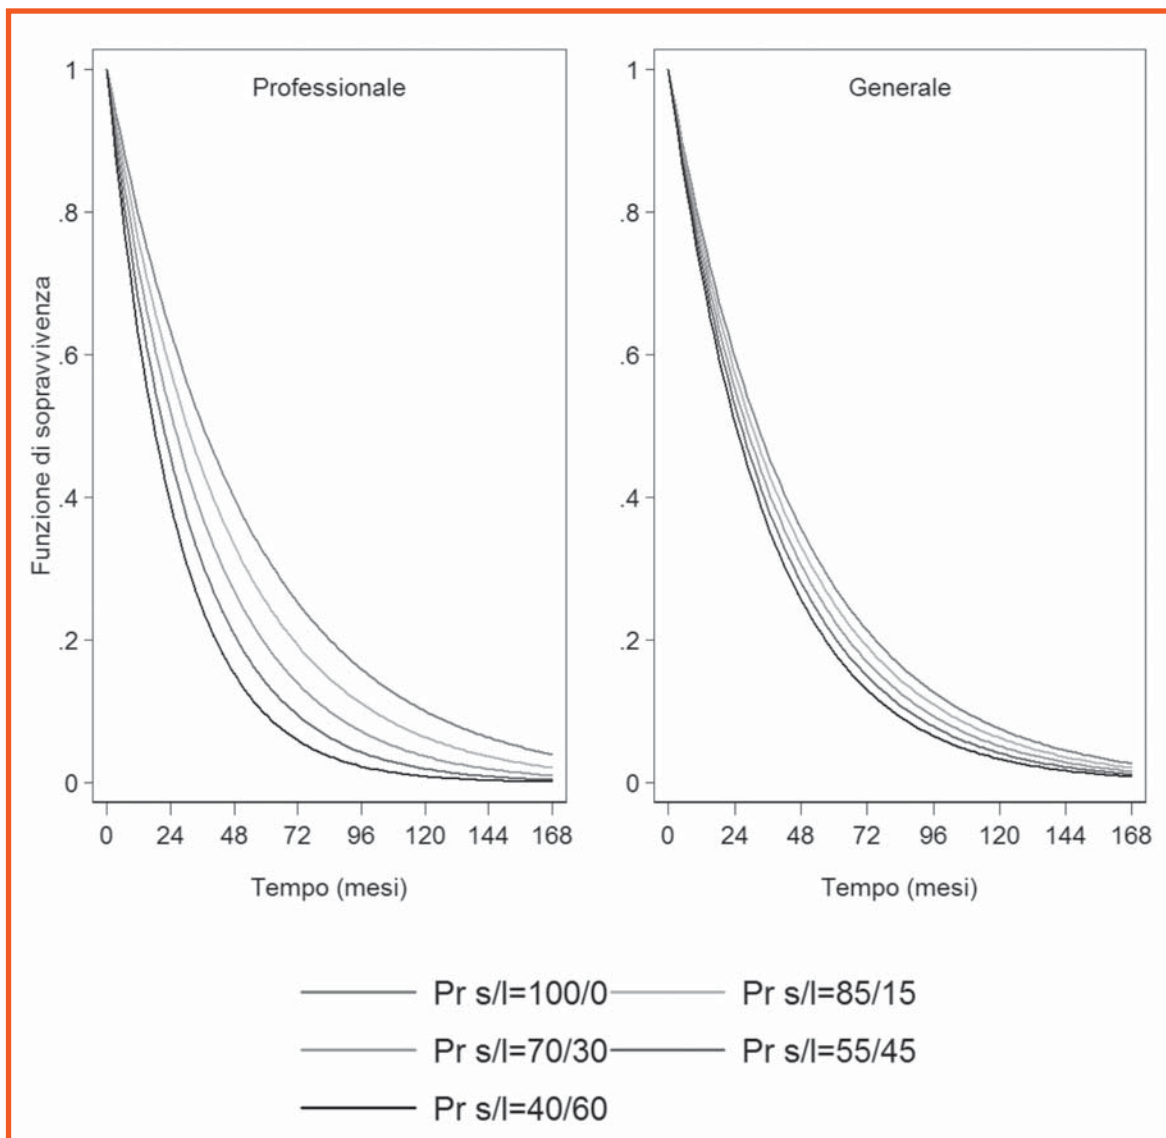 Professionale
Generale
Funzione di sopravvivenza
1
.8
.6
.4
.2
0
0 24 48 72 96 120 144 168
Tempo (mesi)
1
.8
.6
.4
.2
0
0 24 48 72 96 120 144 168
Tempo (mesi)
Pr s/l=100/0 Pr s/l=85/15
Pr s/l=70/30 Pr s/l=55/45
Pr s/l=40/60